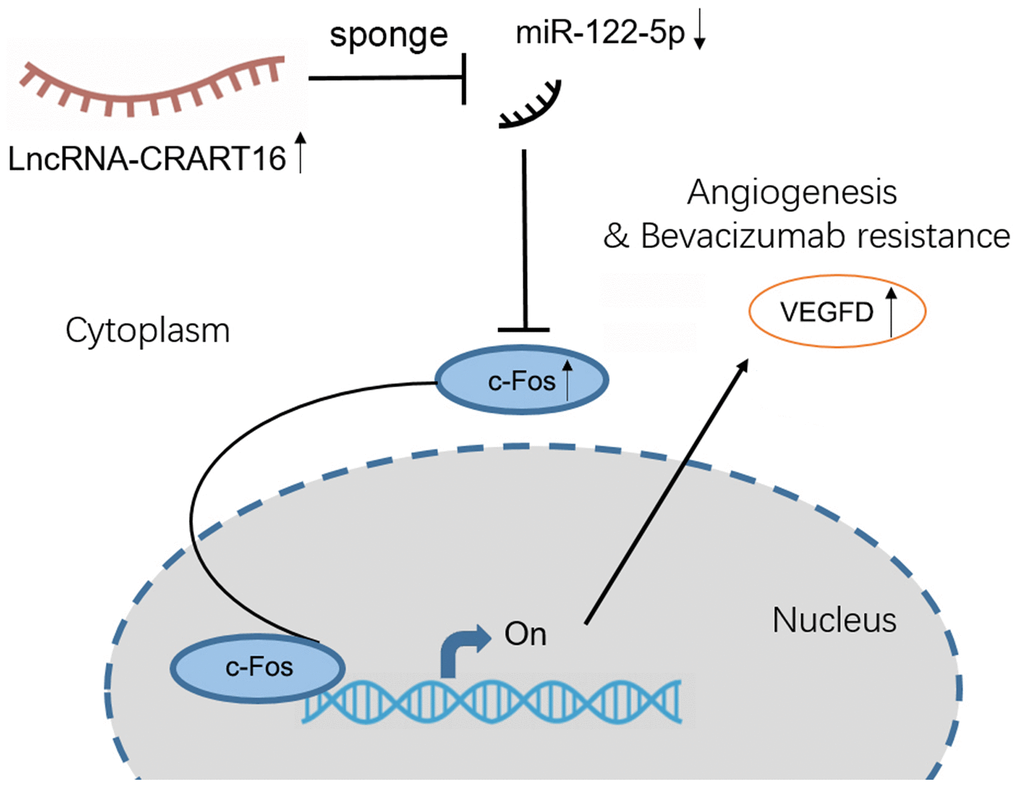 sponge
miR-122-5p↓
LncRNA-CRART16↑
Angiogenesis
& Bevacizumab resistance
VEGFD↑
Cytoplasm
c-Fos↑
Nucleus
On
c-Fos